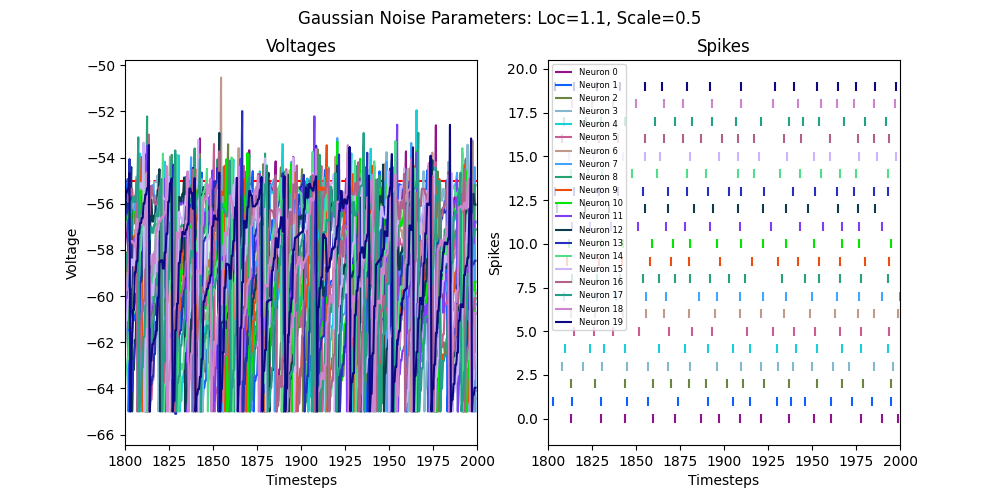 Gaussian Noise Parameters: Loc=1.1, Scale=0.5
Voltages
−50
−52
−54
−56
−58
−60
−62
−64
−66
Voltage
1800 1825 1850 1875 1900 1925 1950 1975 2000
Timesteps
Spikes
20.0
17.5
15.0
12.5
10.0
7.5
5.0
2.5
0.0
Spikes
Neuron 0
Neuron 1
Neuron 2
Neuron 3
Neuron 4
Neuron 5
Neuron 6
Neuron 7
Neuron 8
Neuron 9
Neuron 10
Neuron 11
Neuron 12
Neuron 13
Neuron 14
Neuron 15
Neuron 16
Neuron 17
Neuron 18
Neuron 19
1800 1825 1850 1875 1900 1925 1950 1975 2000
Timesteps